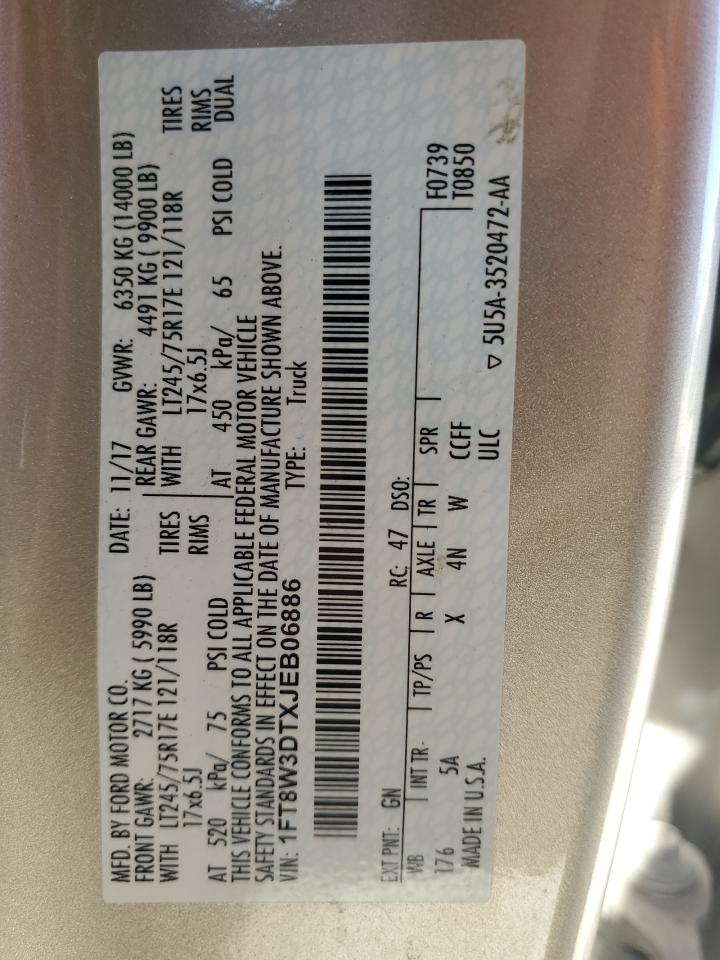 MFD. BY FORD MOTOR CO. DATE: 11/17 GVWR: 6350 KG (14000 LB)
FRONT GAWR: 2717 KG ( 5990 LB) REAR GAWR: 4491 KG ( 9900 LB)
WITH LT245/75R17E 121/118R TIRES WITH LT245/75R17E 121/118R TIRES
17x6.5J RIMS 17x6.5J RIMS
AT 520 kPa/ 75 PSI COLD AT 450 kPa/ 65 PSI COLD DUAL
THIS VEHICLE CONFORMS TO ALL APPLICABLE FEDERAL MOTOR VEHICLE
SAFETY STANDARDS IN EFFECT ON THE DATE OF MANUFACTURE SHOWN ABOVE.
VIN: 1FT8W3DTXJEB06886 TYPE: Truck
EXT PNT: GN RC: 47 DSO:
WB INT TR. TP/PS R AXLE TR SPR F0739
176 5A X 4N W CCFF T0850
MADE IN U.S.A. ULC
▽ 5U5A-3520472-AA